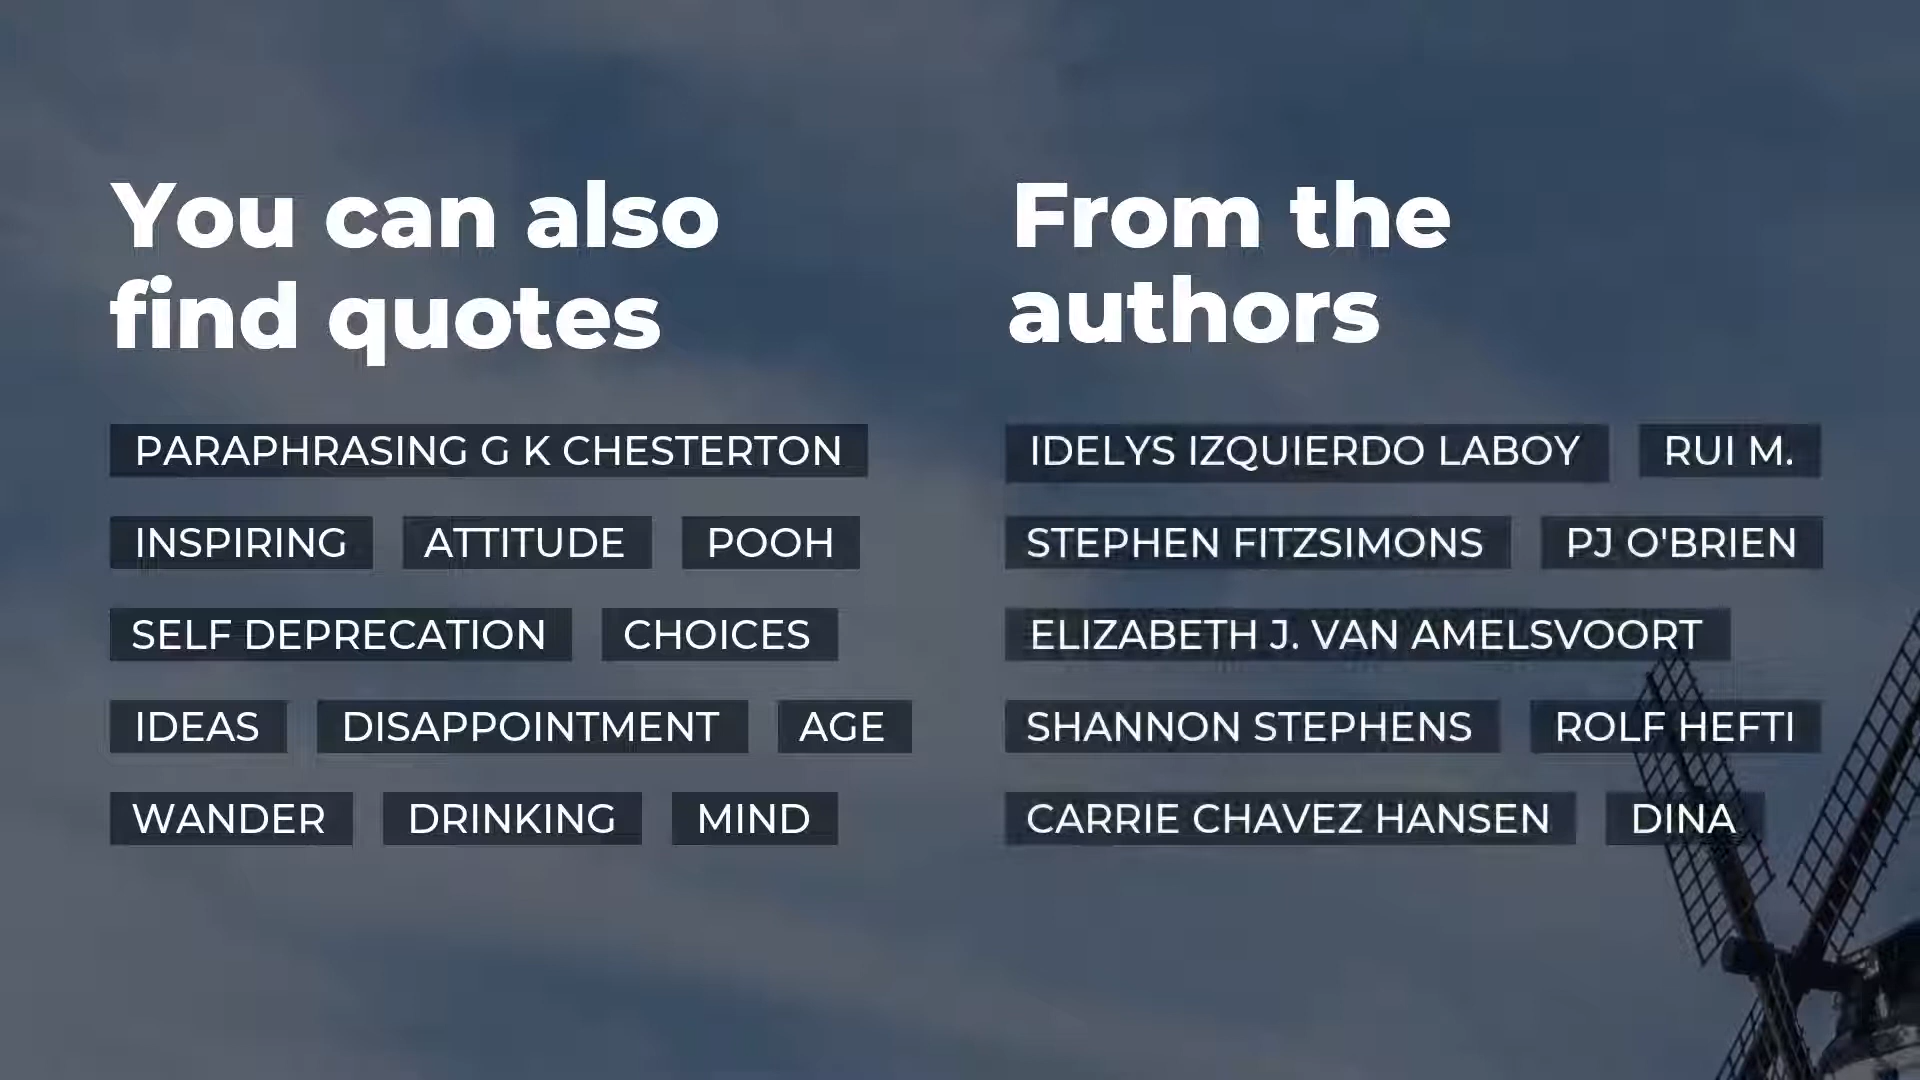 You can also
find quotes
PARAPHRASING G K CHESTERTON
INSPIRING ATTITUDE POOH
SELF DEPRECATION CHOICES
IDEAS DISAPPOINTMENT AGE
WANDER DRINKING MIND
From the
authors
IDELYS IZQUIERDO LABOY RUI M.
STEPHEN FITZSIMONS PJ O'BRIEN
ELIZABETH J. VAN AMELSVOORT
SHANNON STEPHENS ROLF HEFTI
CARRIE CHAVEZ HANSEN DINA